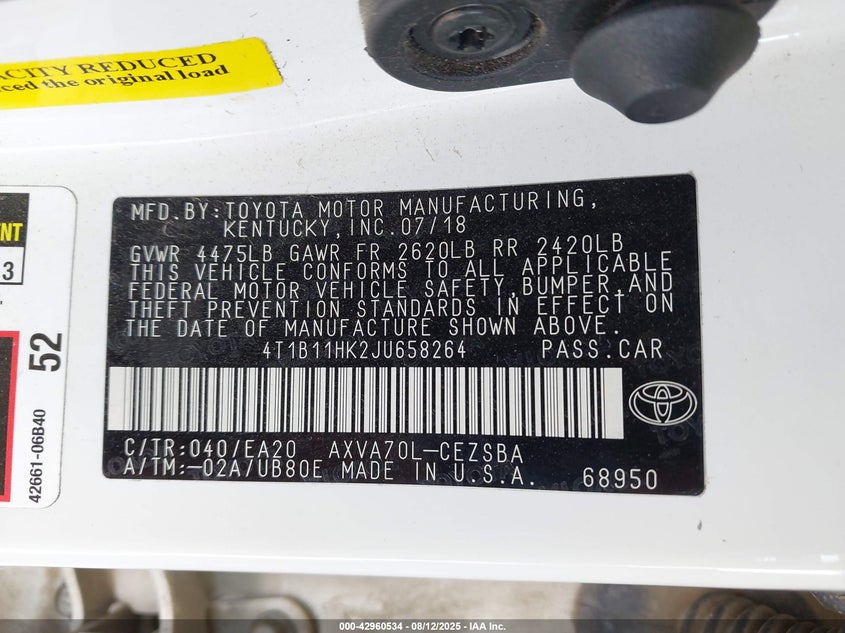 ACITY REDUCED
ced the original load
NT
3
52
42661-06B40
MFD.BY:TOYOTA MOTOR MANUFACTURING,
KENTUCKY,INC.07/18
GVWR 4475LB GAWR FR 2620LB RR 2420LB
THIS VEHICLE CONFORMS TO ALL APPLICABLE
FEDERAL MOTOR VEHICLE SAFETY,BUMPER,AND
THEFT PREVENTION STANDARDS IN EFFECT ON
THE DATE OF MANUFACTURE SHOWN ABOVE.
4T1B11HK2JU658264 PASS.CAR
C/TR:040/EA20 AXVA70L-CEZSBA
A/TM:-02A/UB80E MADE IN U.S.A. 68950
000-42960534 - 08/12/2025 - IAA Inc.